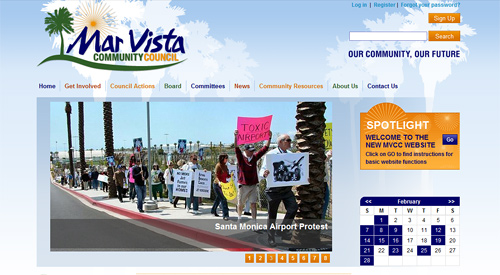 Log in | Register | Forgot your password?
Sign Up
Mar Vista
COMMUNITY COUNCIL
Search
OUR COMMUNITY, OUR FUTURE
Home Get Involved Council Actions Board Committees News Community Resources About Us Contact Us
TOXIC
SPOTLIGHT
WELCOME TO THE
NEW MVCC WEBSITE
Go
Click on GO to find instructions for
basic website functions
Santa Monica Airport Protest
1 2 3 4 5 6 7 8
<< February >>
S M T W T F S
1 2 3 4 5 6
7 8 9 10 11 12 13
14 15 16 17 18 19 20
21 22 23 24 25 26 27
28